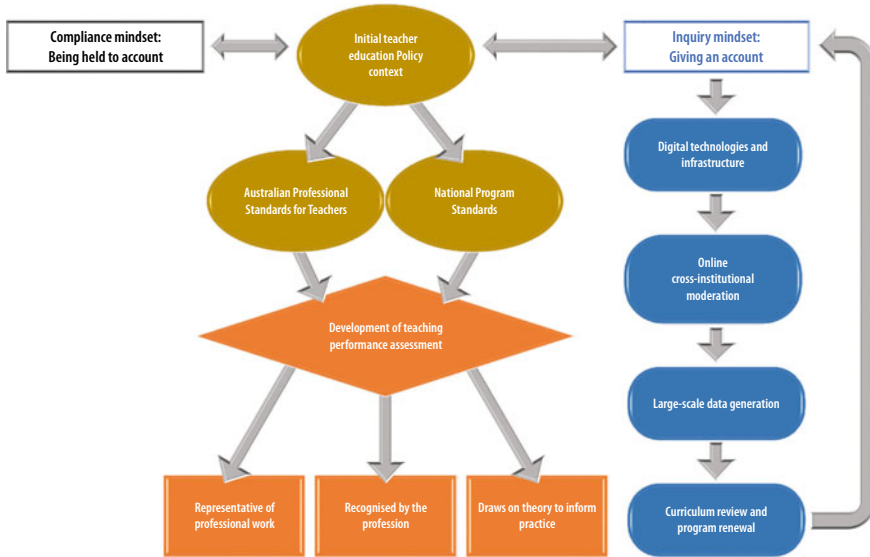 Compliance mindset:
Being held to account
Initial teacher
education Policy
context
Inquiry mindset:
Giving an account
Digital technologies and
infrastructure
Australian Professional
Standards for Teachers
National Program
Standards
Online
cross-institutional
moderation
Development of teaching
performance assessment
Large-scale data generation
Representative of
professional work
Recognised by the
profession
Draws on theory to inform
practice
Curriculum review and
program renewal